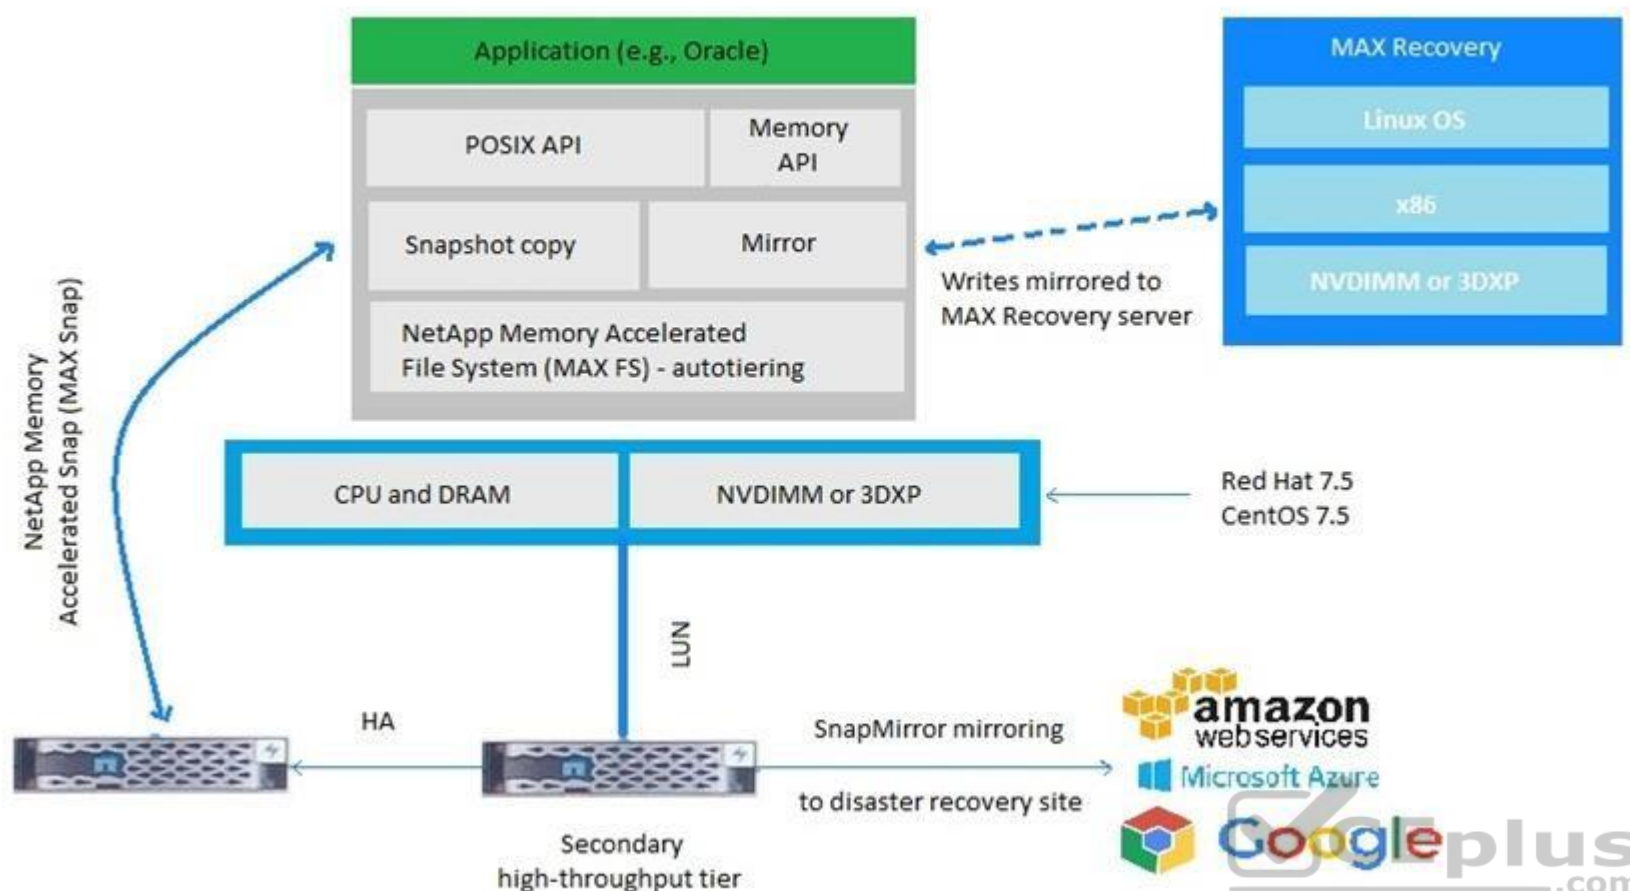 Application (e.g., Oracle)
POSIX API
Memory
API
Snapshot copy
Mirror
NetApp Memory Accelerated
File System (MAX FS) - autotiering
MAX Recovery
Linux OS
x86
NVDIMM or 3DXP
Writes mirrored to
MAX Recovery server
NetApp Memory
Accelerated Snap (MAX Snap)
CPU and DRAM
NVDIMM or 3DXP
Red Hat 7.5
CentOS 7.5
LUN
HA
SnapMirror mirroring
to disaster recovery site
Secondary
high-throughput tier
amazon
webservices
Microsoft Azure
Google
CEplus
.com